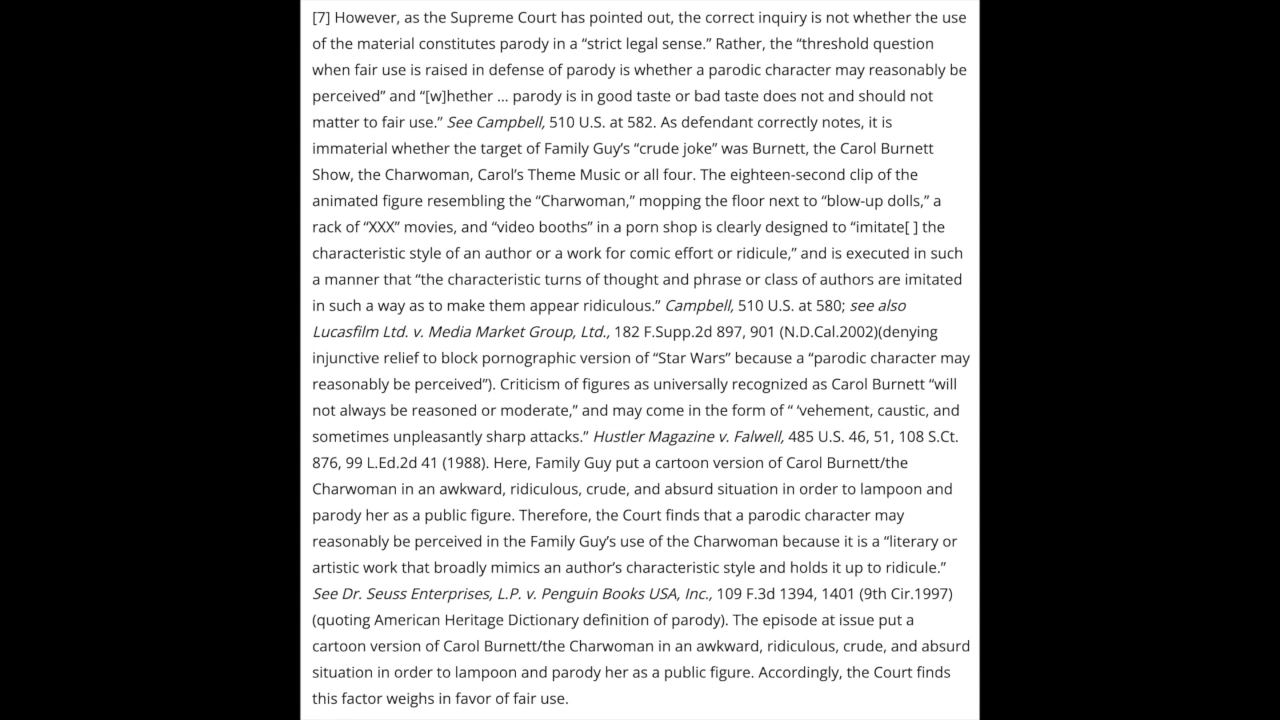 [7] However, as the Supreme Court has pointed out, the correct inquiry is not whether the use
of the material constitutes parody in a “strict legal sense.” Rather, the “threshold question
when fair use is raised in defense of parody is whether a parodic character may reasonably be
perceived” and “[w]hether ... parody is in good taste or bad taste does not and should not
matter to fair use.” See Campbell, 510 U.S. at 582. As defendant correctly notes, it is
immaterial whether the target of Family Guy’s “crude joke” was Burnett, the Carol Burnett
Show, the Charwoman, Carol’s Theme Music or all four. The eighteen-second clip of the
animated figure resembling the “Charwoman,” mopping the floor next to “blow-up dolls,” a
rack of “XXX” movies, and “video booths” in a porn shop is clearly designed to “imitate[ ] the
characteristic style of an author or a work for comic effort or ridicule,” and is executed in such
a manner that “the characteristic turns of thought and phrase or class of authors are imitated
in such a way as to make them appear ridiculous.” Campbell, 510 U.S. at 580; see also
Lucasfilm Ltd. v. Media Market Group, Ltd., 182 F.Supp.2d 897, 901 (N.D.Cal.2002)(denying
injunctive relief to block pornographic version of “Star Wars” because a “parodic character may
reasonably be perceived”). Criticism of figures as universally recognized as Carol Burnett “will
not always be reasoned or moderate,” and may come in the form of “ ‘vehement, caustic, and
sometimes unpleasantly sharp attacks.” Hustler Magazine v. Falwell, 485 U.S. 46, 51, 108 S.Ct.
876, 99 L.Ed.2d 41 (1988). Here, Family Guy put a cartoon version of Carol Burnett/the
Charwoman in an awkward, ridiculous, crude, and absurd situation in order to lampoon and
parody her as a public figure. Therefore, the Court finds that a parodic character may
reasonably be perceived in the Family Guy’s use of the Charwoman because it is a “literary or
artistic work that broadly mimics an author’s characteristic style and holds it up to ridicule.”
See Dr. Seuss Enterprises, L.P. v. Penguin Books USA, Inc., 109 F.3d 1394, 1401 (9th Cir.1997)
(quoting American Heritage Dictionary definition of parody). The episode at issue put a
cartoon version of Carol Burnett/the Charwoman in an awkward, ridiculous, crude, and absurd
situation in order to lampoon and parody her as a public figure. Accordingly, the Court finds
this factor weighs in favor of fair use.